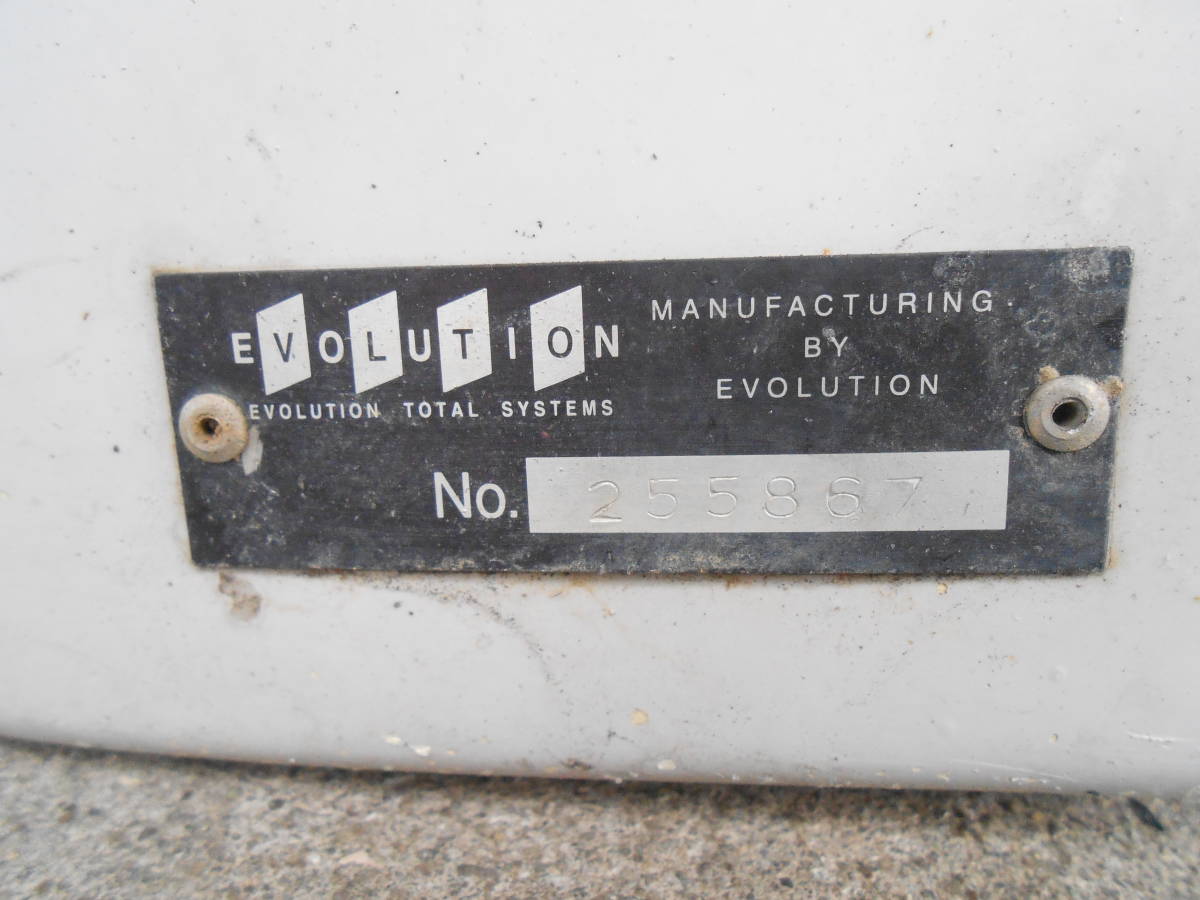 EVOLUTION
EVOLUTION TOTAL SYSTEMS
MANUFACTURING
BY
EVOLUTION
No. 255867